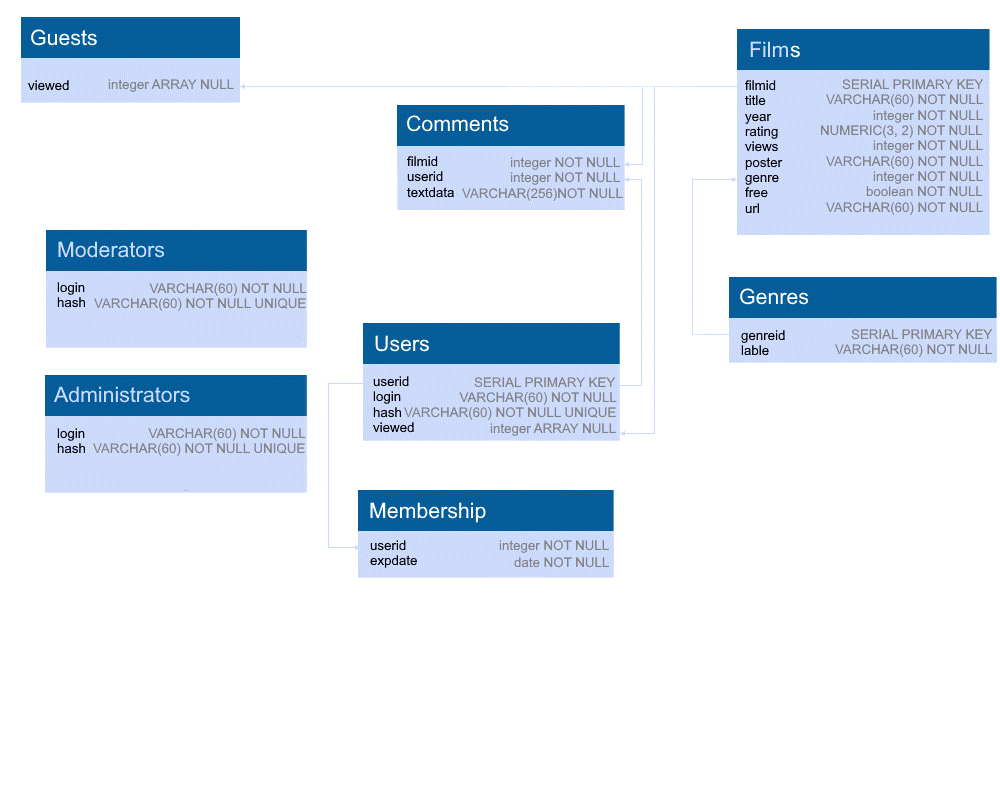 Guests
viewed integer ARRAY NULL
Films
filmid SERIAL PRIMARY KEY
title VARCHAR(60) NOT NULL
year integer NOT NULL
rating NUMERIC(3, 2) NOT NULL
views integer NOT NULL
poster VARCHAR(60) NOT NULL
genre integer NOT NULL
free boolean NOT NULL
url VARCHAR(60) NOT NULL
Comments
filmid integer NOT NULL
userid integer NOT NULL
textdata VARCHAR(256)NOT NULL
Moderators
login VARCHAR(60) NOT NULL
hash VARCHAR(60) NOT NULL UNIQUE
Genres
genreid SERIAL PRIMARY KEY
lable VARCHAR(60) NOT NULL
Users
userid SERIAL PRIMARY KEY
login VARCHAR(60) NOT NULL
hash VARCHAR(60) NOT NULL UNIQUE
viewed integer ARRAY NULL
Administrators
login VARCHAR(60) NOT NULL
hash VARCHAR(60) NOT NULL UNIQUE
Membership
userid integer NOT NULL
expdate date NOT NULL